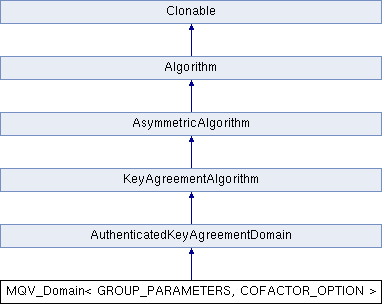 Clonable
Algorithm
AsymmetricAlgorithm
KeyAgreementAlgorithm
AuthenticatedKeyAgreementDomain
MQV_Domain< GROUP_PARAMETERS, COFACTOR_OPTION >